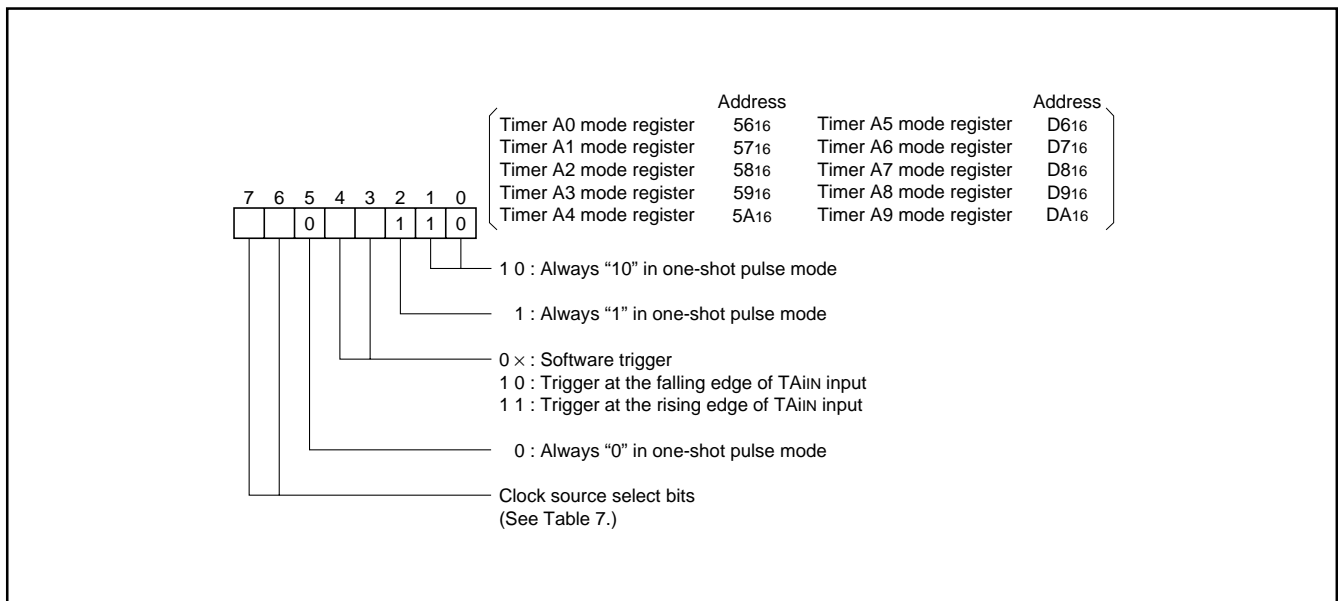 Address Address
Timer A0 mode register 5616 Timer A5 mode register D616
Timer A1 mode register 5716 Timer A6 mode register D716
Timer A2 mode register 5816 Timer A7 mode register D816
Timer A3 mode register 5916 Timer A8 mode register D916
Timer A4 mode register 5A16 Timer A9 mode register DA16
7 6 5 4 3 2 1 0
0 1 1 0
1 0 : Always “10” in one-shot pulse mode
1 : Always “1” in one-shot pulse mode
0 × : Software trigger
1 0 : Trigger at the falling edge of TAiIN input
1 1 : Trigger at the rising edge of TAiIN input
0 : Always “0” in one-shot pulse mode
Clock source select bits
(See Table 7.)